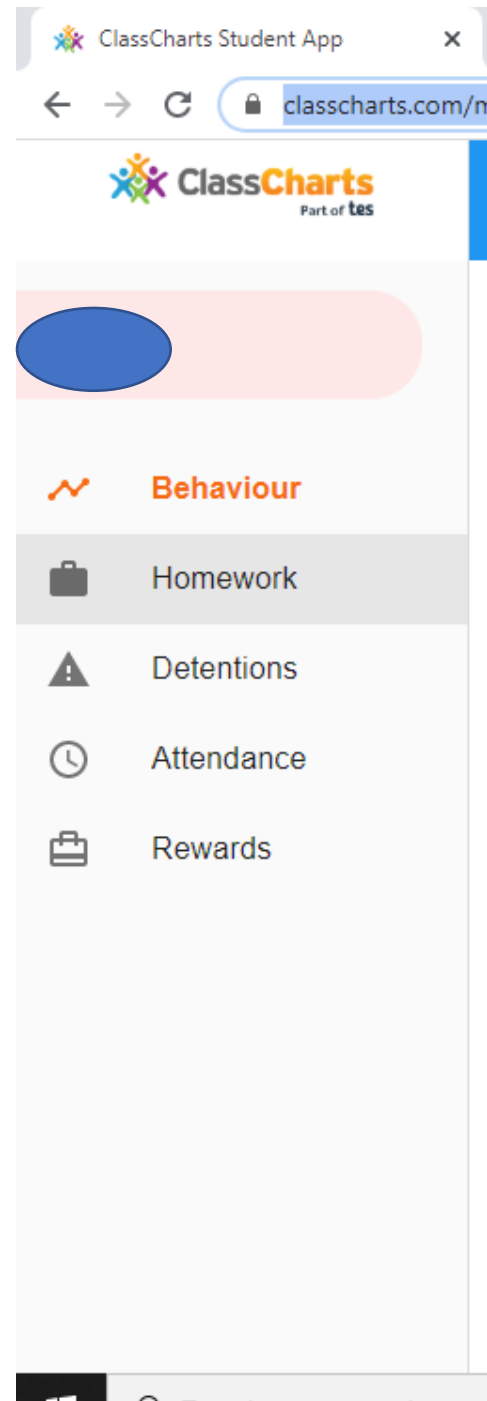 ClassCharts Student App
classcharts.com/m
ClassCharts
Part of tes
Behaviour
Homework
Detentions
Attendance
Rewards